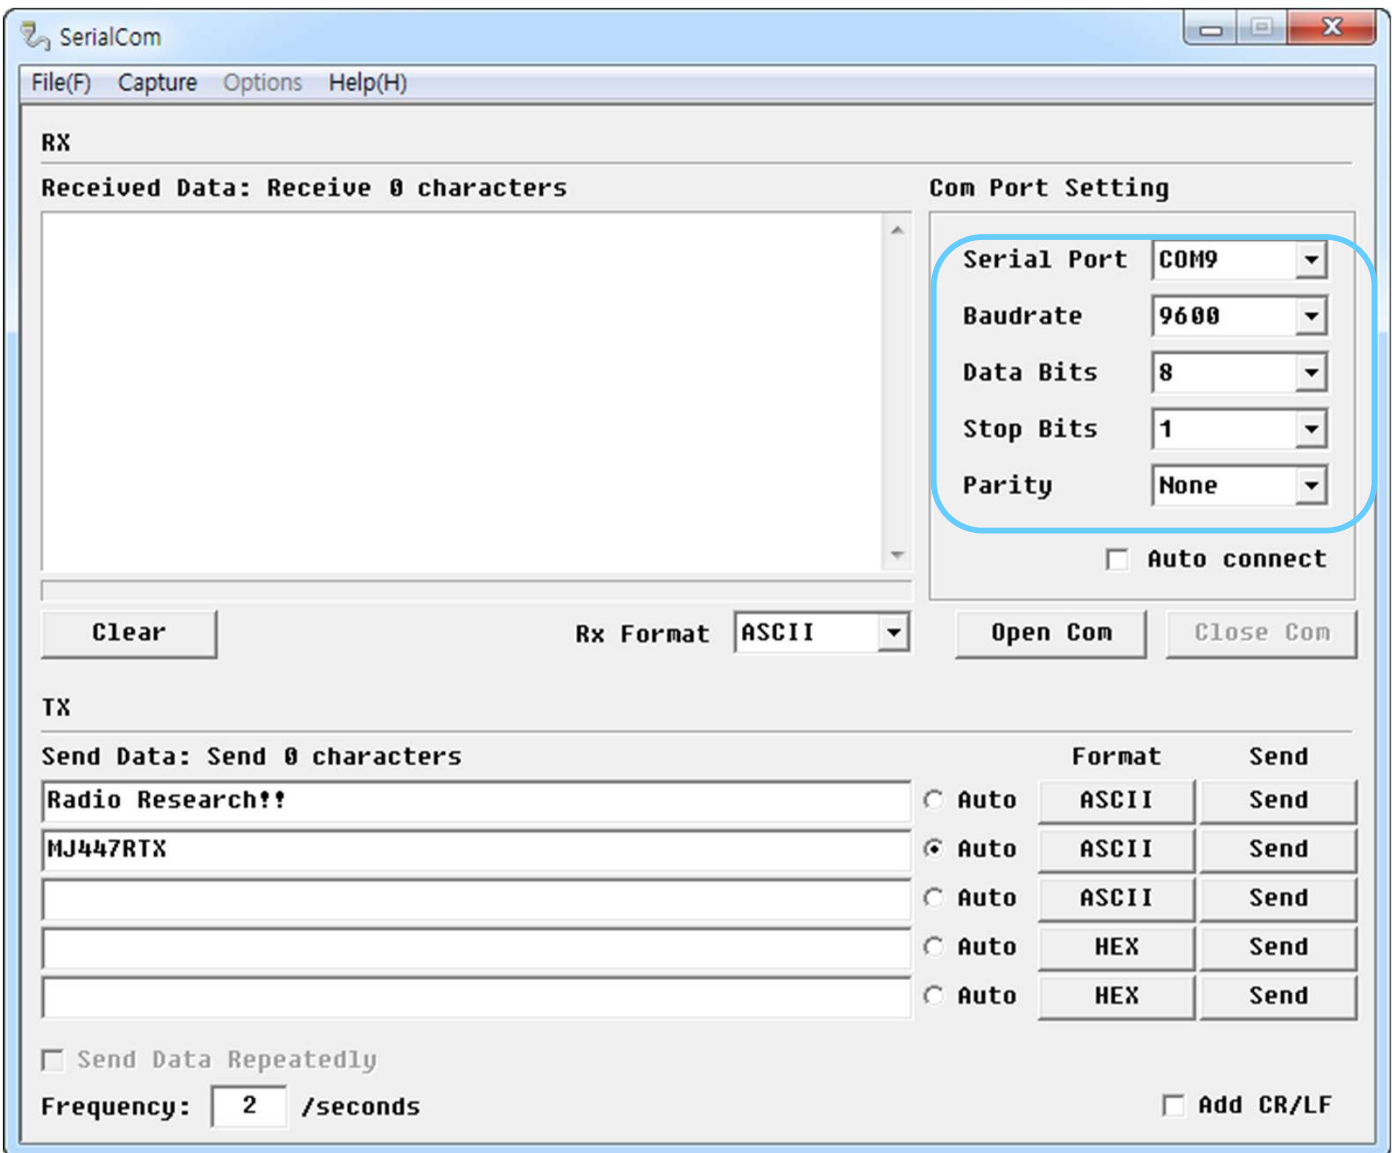 SerialCom
File(F) Capture Options Help(H)
RX
Received Data: Receive 0 characters
Com Port Setting
Serial Port COM9
Baudrate 9600
Data Bits 8
Stop Bits 1
Parity None
Auto connect
Clear Rx Format ASCII Open Com Close Com
TX
Send Data: Send 0 characters Format Send
Radio Research!! Auto ASCII Send
MJ447RTX Auto ASCII Send
Auto ASCII Send
Auto HEX Send
Auto HEX Send
Send Data Repeatedly
Frequency: 2 /seconds Add CR/LF